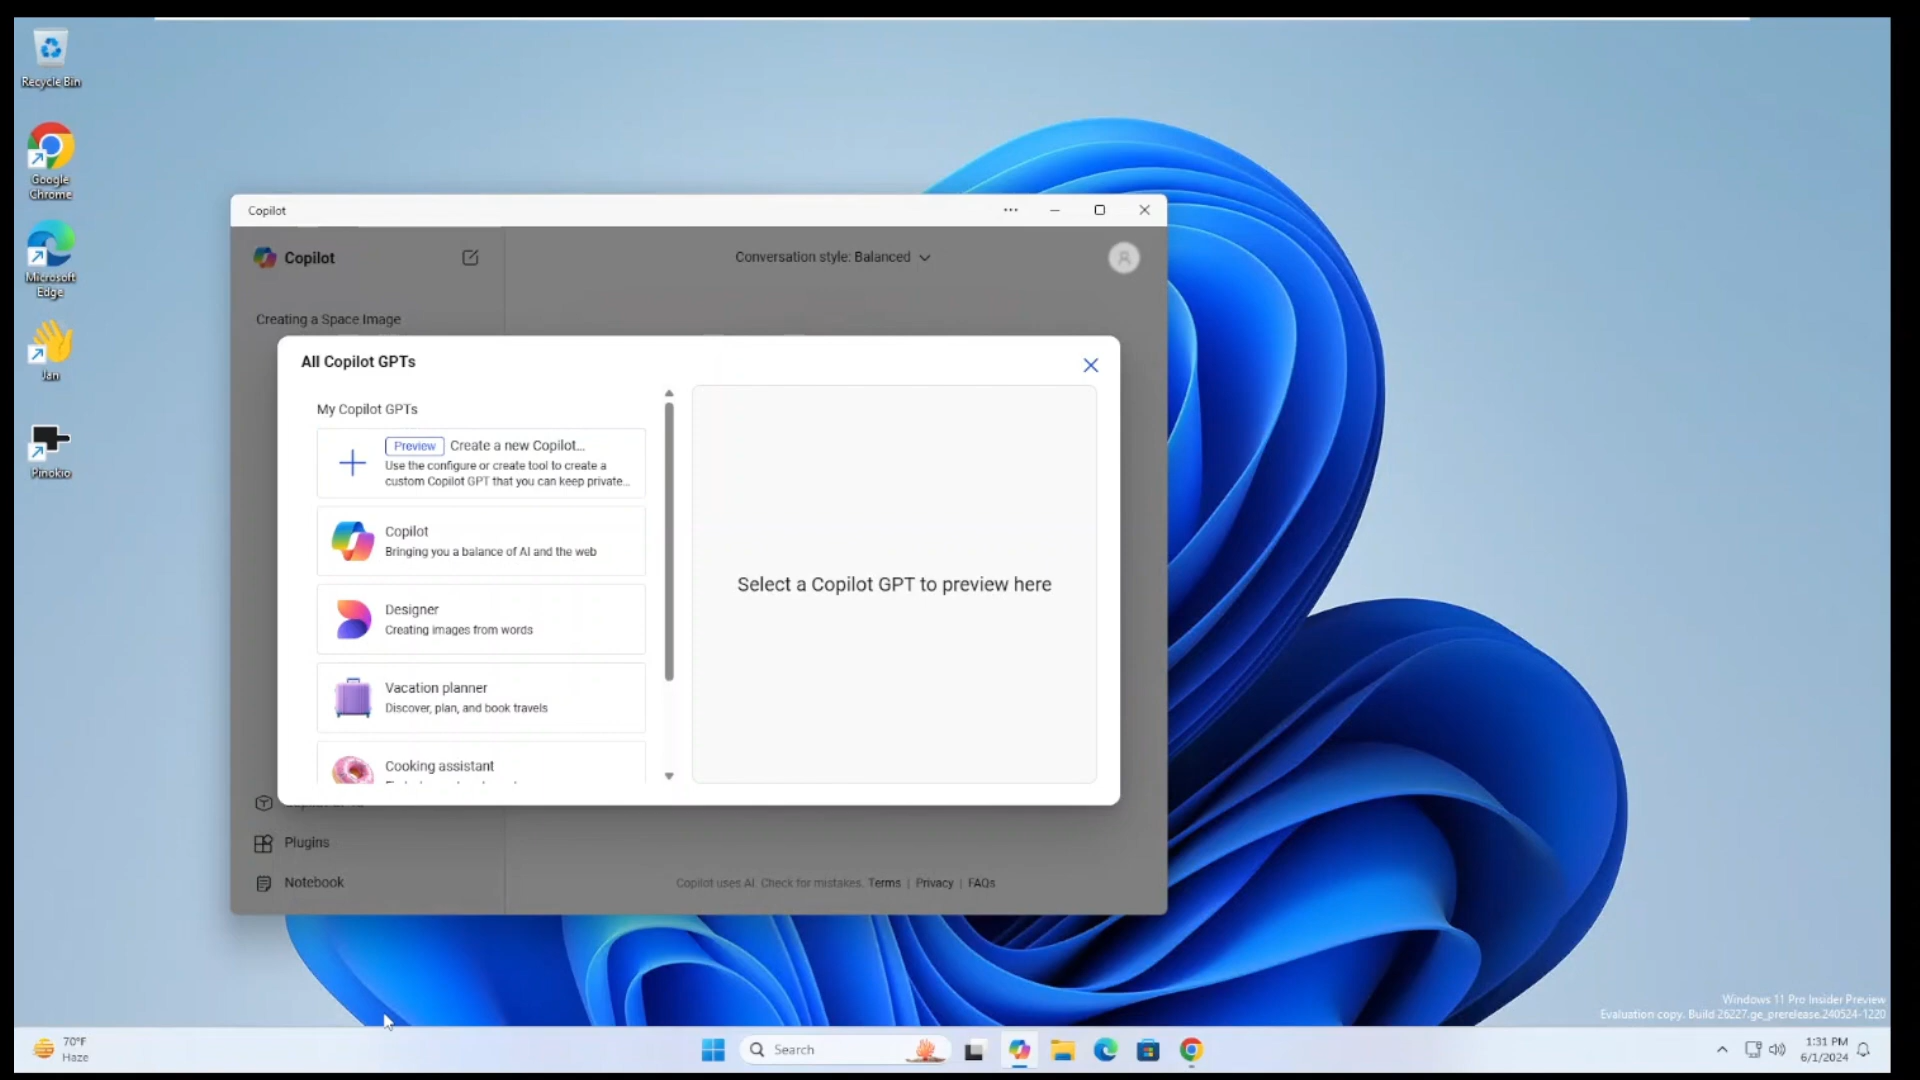 Recycle Bin
Google
Chrome
Microsoft
Edge
Jan
Pinokio
Copilot
Copilot
Conversation style: Balanced
Creating a Space Image
All Copilot GPTs
My Copilot GPTs
Preview Create a new Copilot...
Use the configure or create tool to create a
custom Copilot GPT that you can keep private...
Copilot
Bringing you a balance of AI and the web
Designer
Creating images from words
Vacation planner
Discover, plan, and book travels
Cooking assistant
Select a Copilot GPT to preview here
Plugins
Notebook
Copilot uses AI. Check for mistakes. Terms | Privacy | FAQs
Windows 11 Pro Insider Preview
Evaluation copy. Build 26227.ge_prerelease.240524-1220
70°F
Haze
Search
1:31 PM
6/1/2024